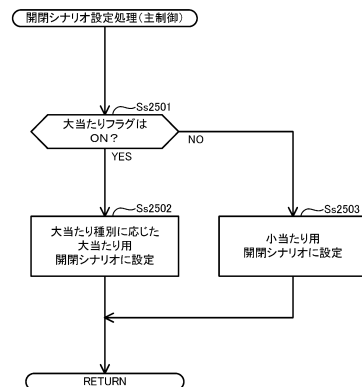 開閉シナリオ設定処理(主制御)
Ss2501
大当たりフラグは
ON?
YES
NO
Ss2502
大当たり種別に応じた
大当たり用
開閉シナリオに設定
Ss2503
小当たり用
開閉シナリオに設定
RETURN